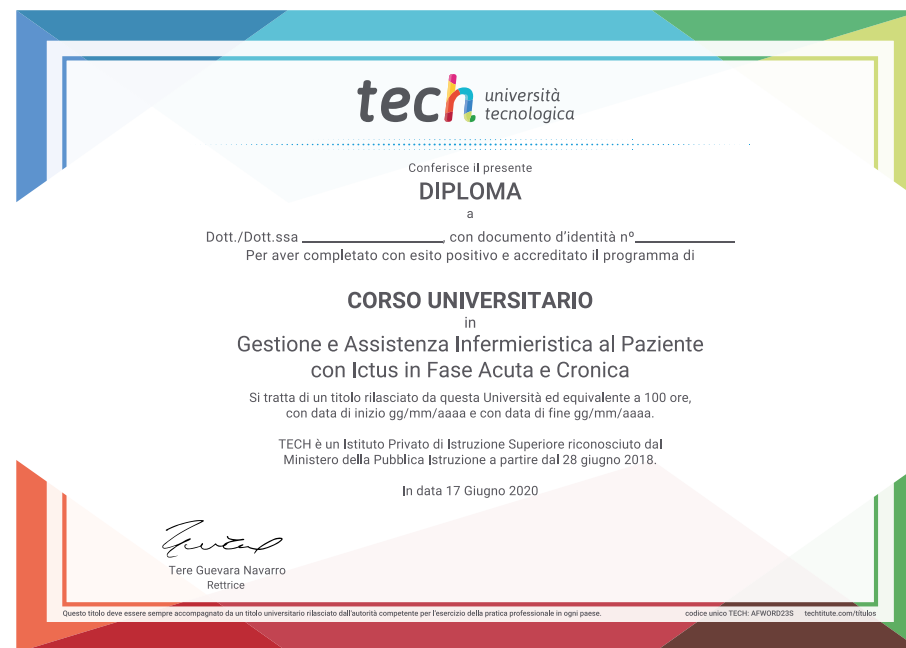 tech università
tecnologica
Conferisce il presente
DIPLOMA
a
Dott./Dott.ssa ____________________, con documento d'identità nº______________
Per aver completato con esito positivo e accreditato il programma di
CORSO UNIVERSITARIO
in
Gestione e Assistenza Infermieristica al Paziente
con Ictus in Fase Acuta e Cronica
Si tratta di un titolo rilasciato da questa Università ed equivalente a 100 ore,
con data di inizio gg/mm/aaaa e con data di fine gg/mm/aaaa.
TECH è un Istituto Privato di Istruzione Superiore riconosciuto dal
Ministero della Pubblica Istruzione a partire dal 28 giugno 2018.
In data 17 Giugno 2020
Tere Guevara Navarro
Rettrice
Questo titolo deve essere sempre accompagnato da un titolo universitario rilasciato dall'autorità competente per l'esercizio della pratica professionale in ogni paese. codice unico TECH: AFWORD23S techtitute.com/títulos